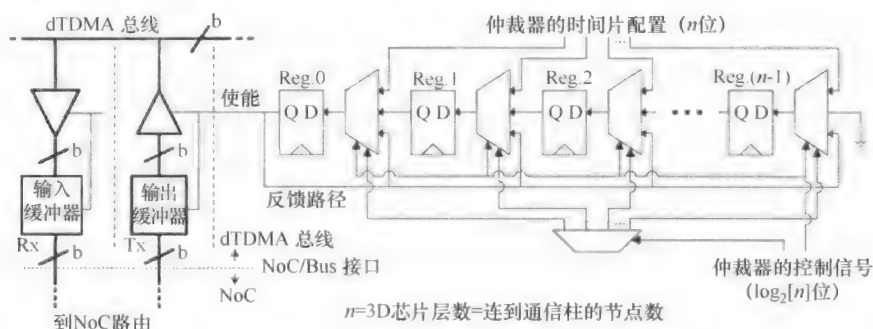 dTDMA 总线
b
仲裁器的时间片配置(n位)
Reg.0
Reg.1
Reg.2
Reg.(n-1)
使能
Q D
Q D
Q D
Q D
b
b
输入
缓冲器
输出
缓冲器
反馈路径
Rx
b
Tx
b
dTDMA 总线
NoC/Bus 接口
NoC
仲裁器的控制信号
(log₂[n]位)
到NoC路由
n=3D芯片层数=连到通信柱的节点数